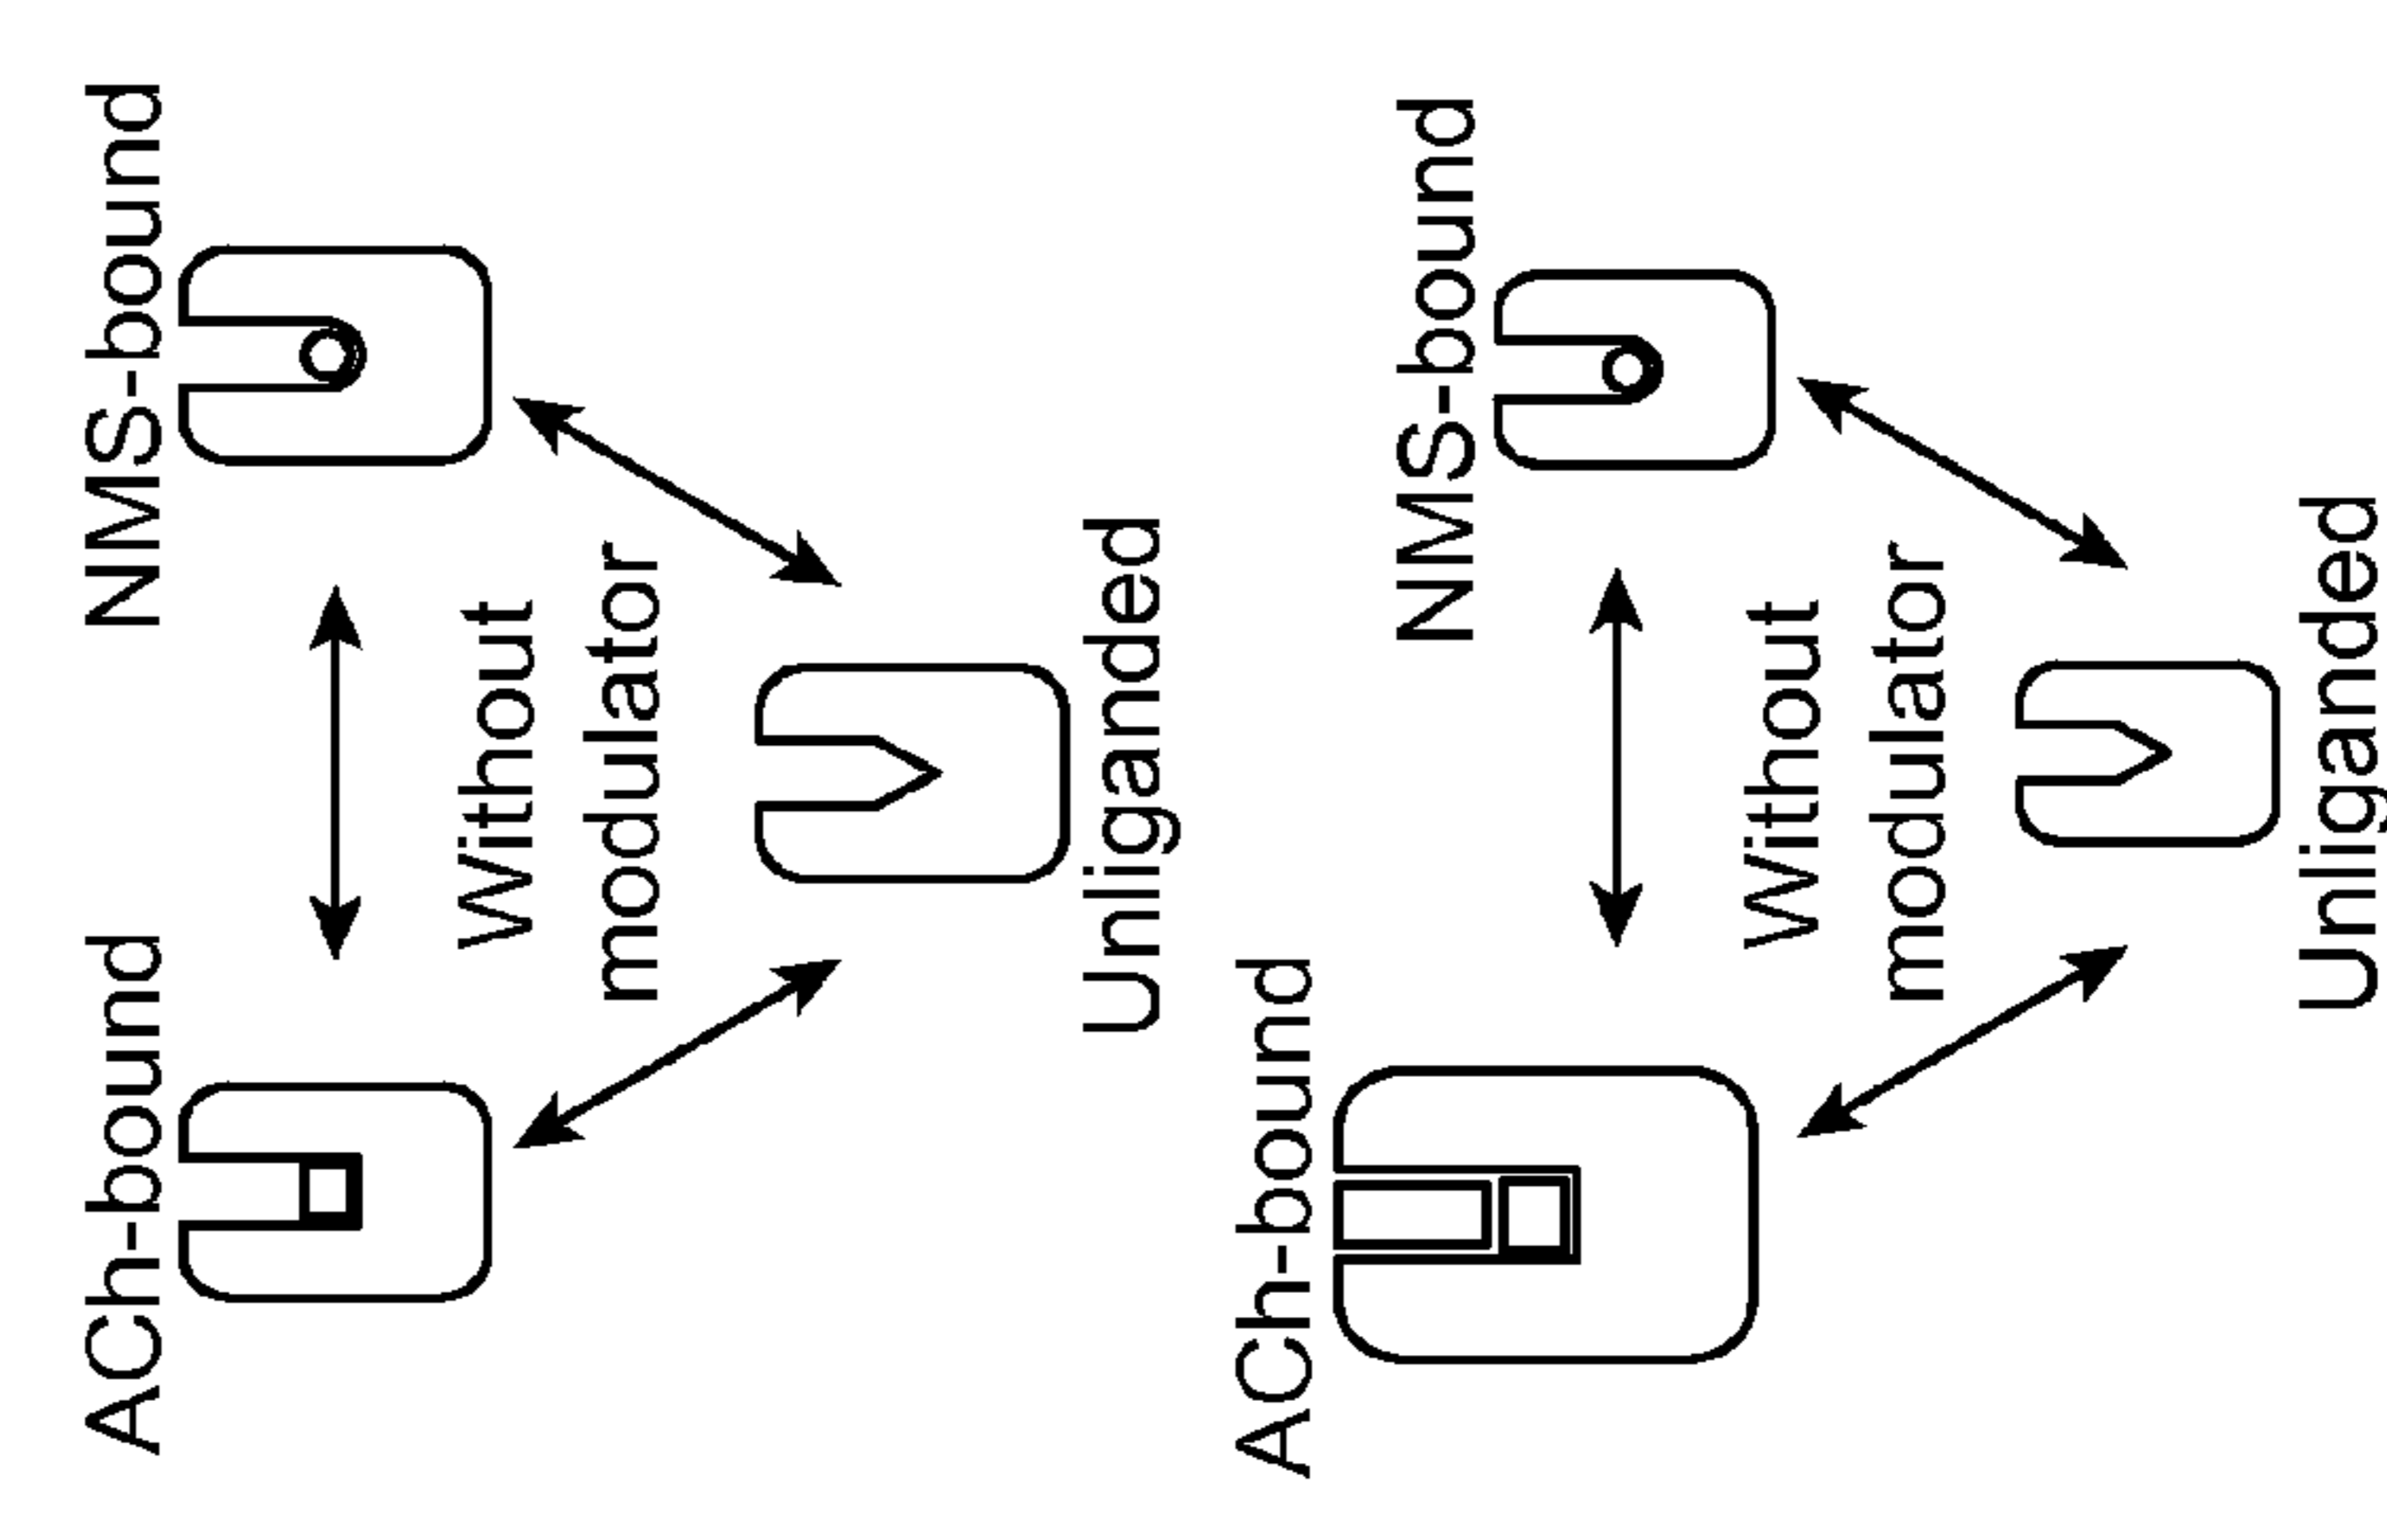 ACh-bound
NMS-bound
Without
modulator
Unliganded
ACh-bound
NMS-bound
Without
modulator
Unliganded